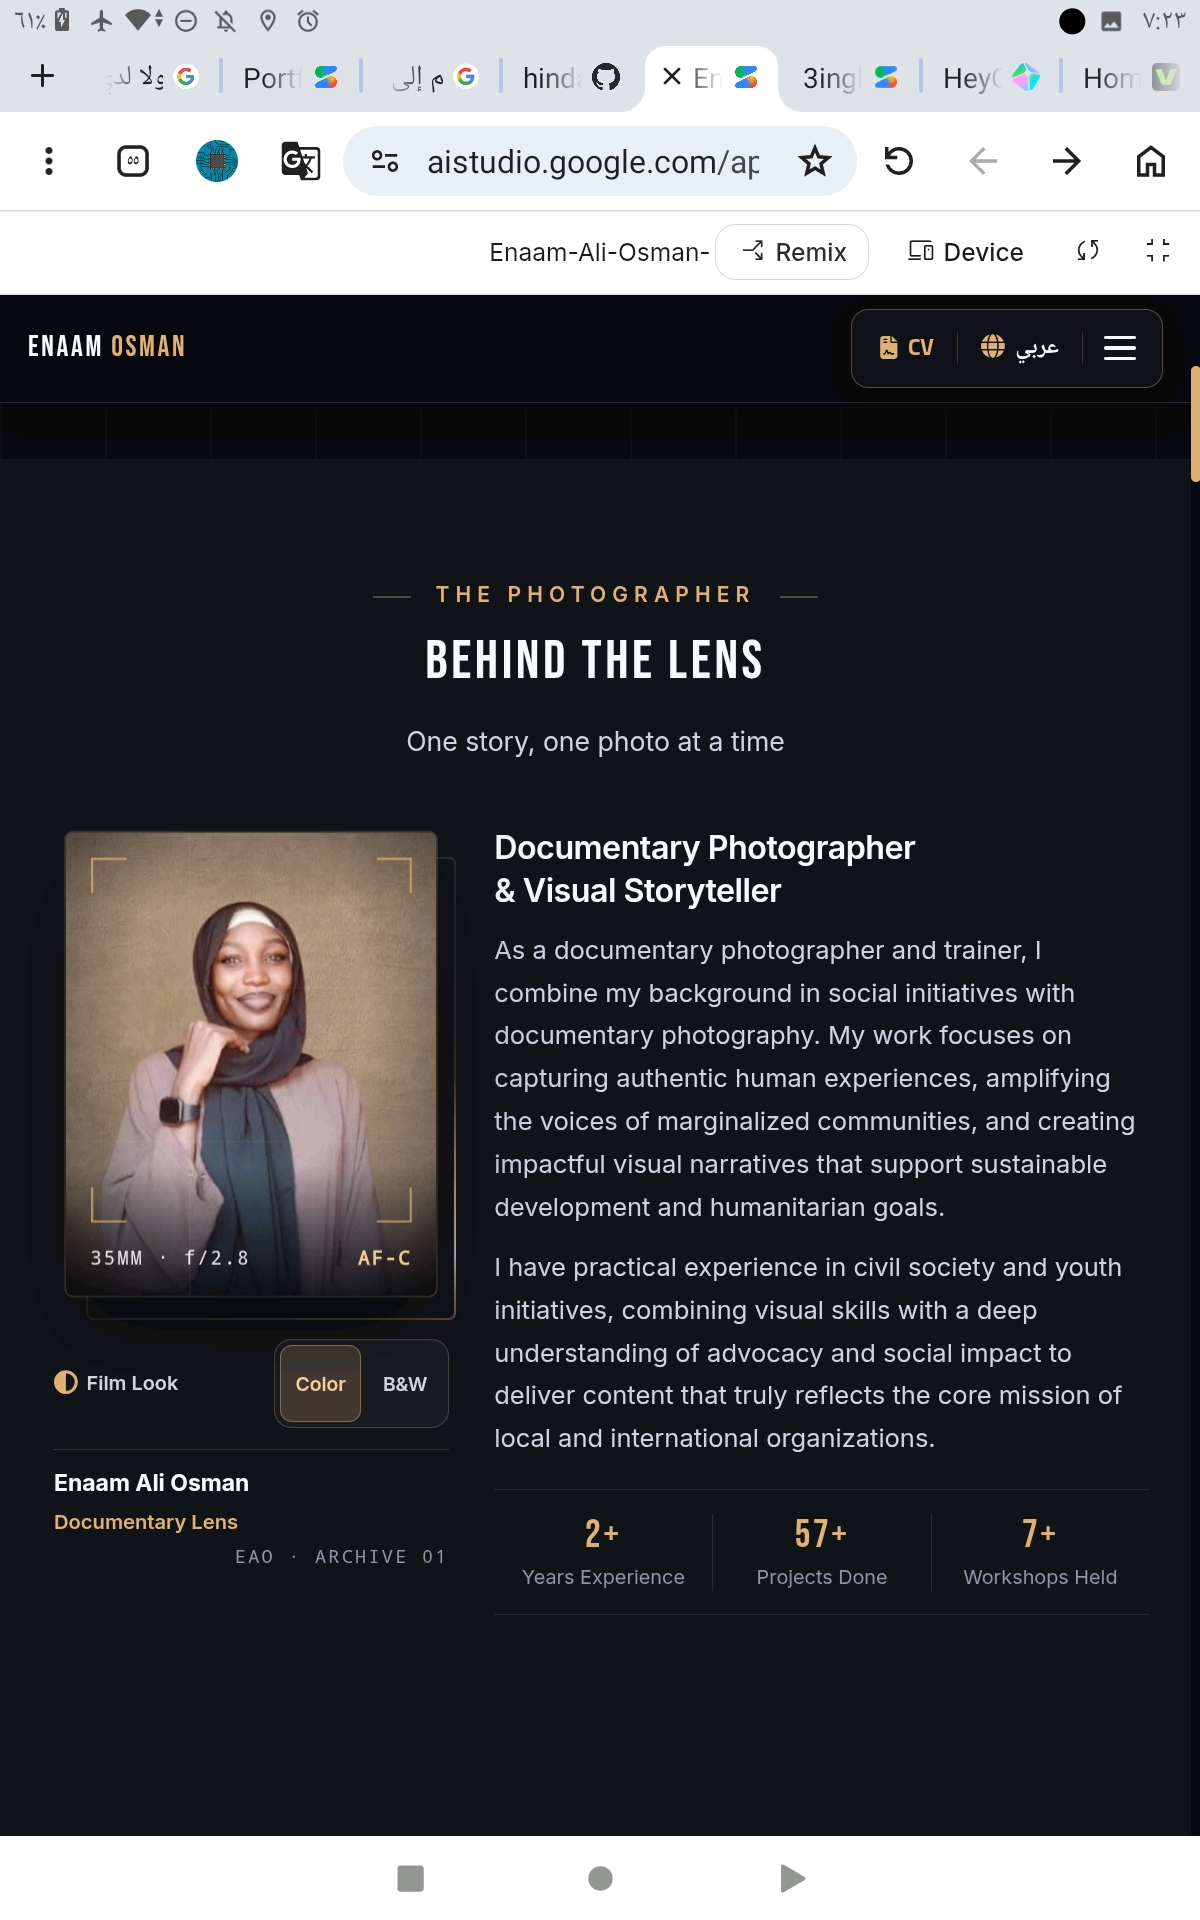 ٦١٪
٧:٢٣
ولا
Port
م إلى
hind
En
3ingl
Hey
Hom
٥٥
aistudio.google.com/ap
Enaam-Ali-Osman-
Remix
Device
ENAAM OSMAN
CV
عربي
THE PHOTOGRAPHER
BEHIND THE LENS
One story, one photo at a time
35MM · f/2.8
AF-C
Film Look
Color
B&W
Enaam Ali Osman
Documentary Lens
EAO · ARCHIVE 01
Documentary Photographer
& Visual Storyteller
As a documentary photographer and trainer, I
combine my background in social initiatives with
documentary photography. My work focuses on
capturing authentic human experiences, amplifying
the voices of marginalized communities, and creating
impactful visual narratives that support sustainable
development and humanitarian goals.
I have practical experience in civil society and youth
initiatives, combining visual skills with a deep
understanding of advocacy and social impact to
deliver content that truly reflects the core mission of
local and international organizations.
2+
Years Experience
57+
Projects Done
7+
Workshops Held